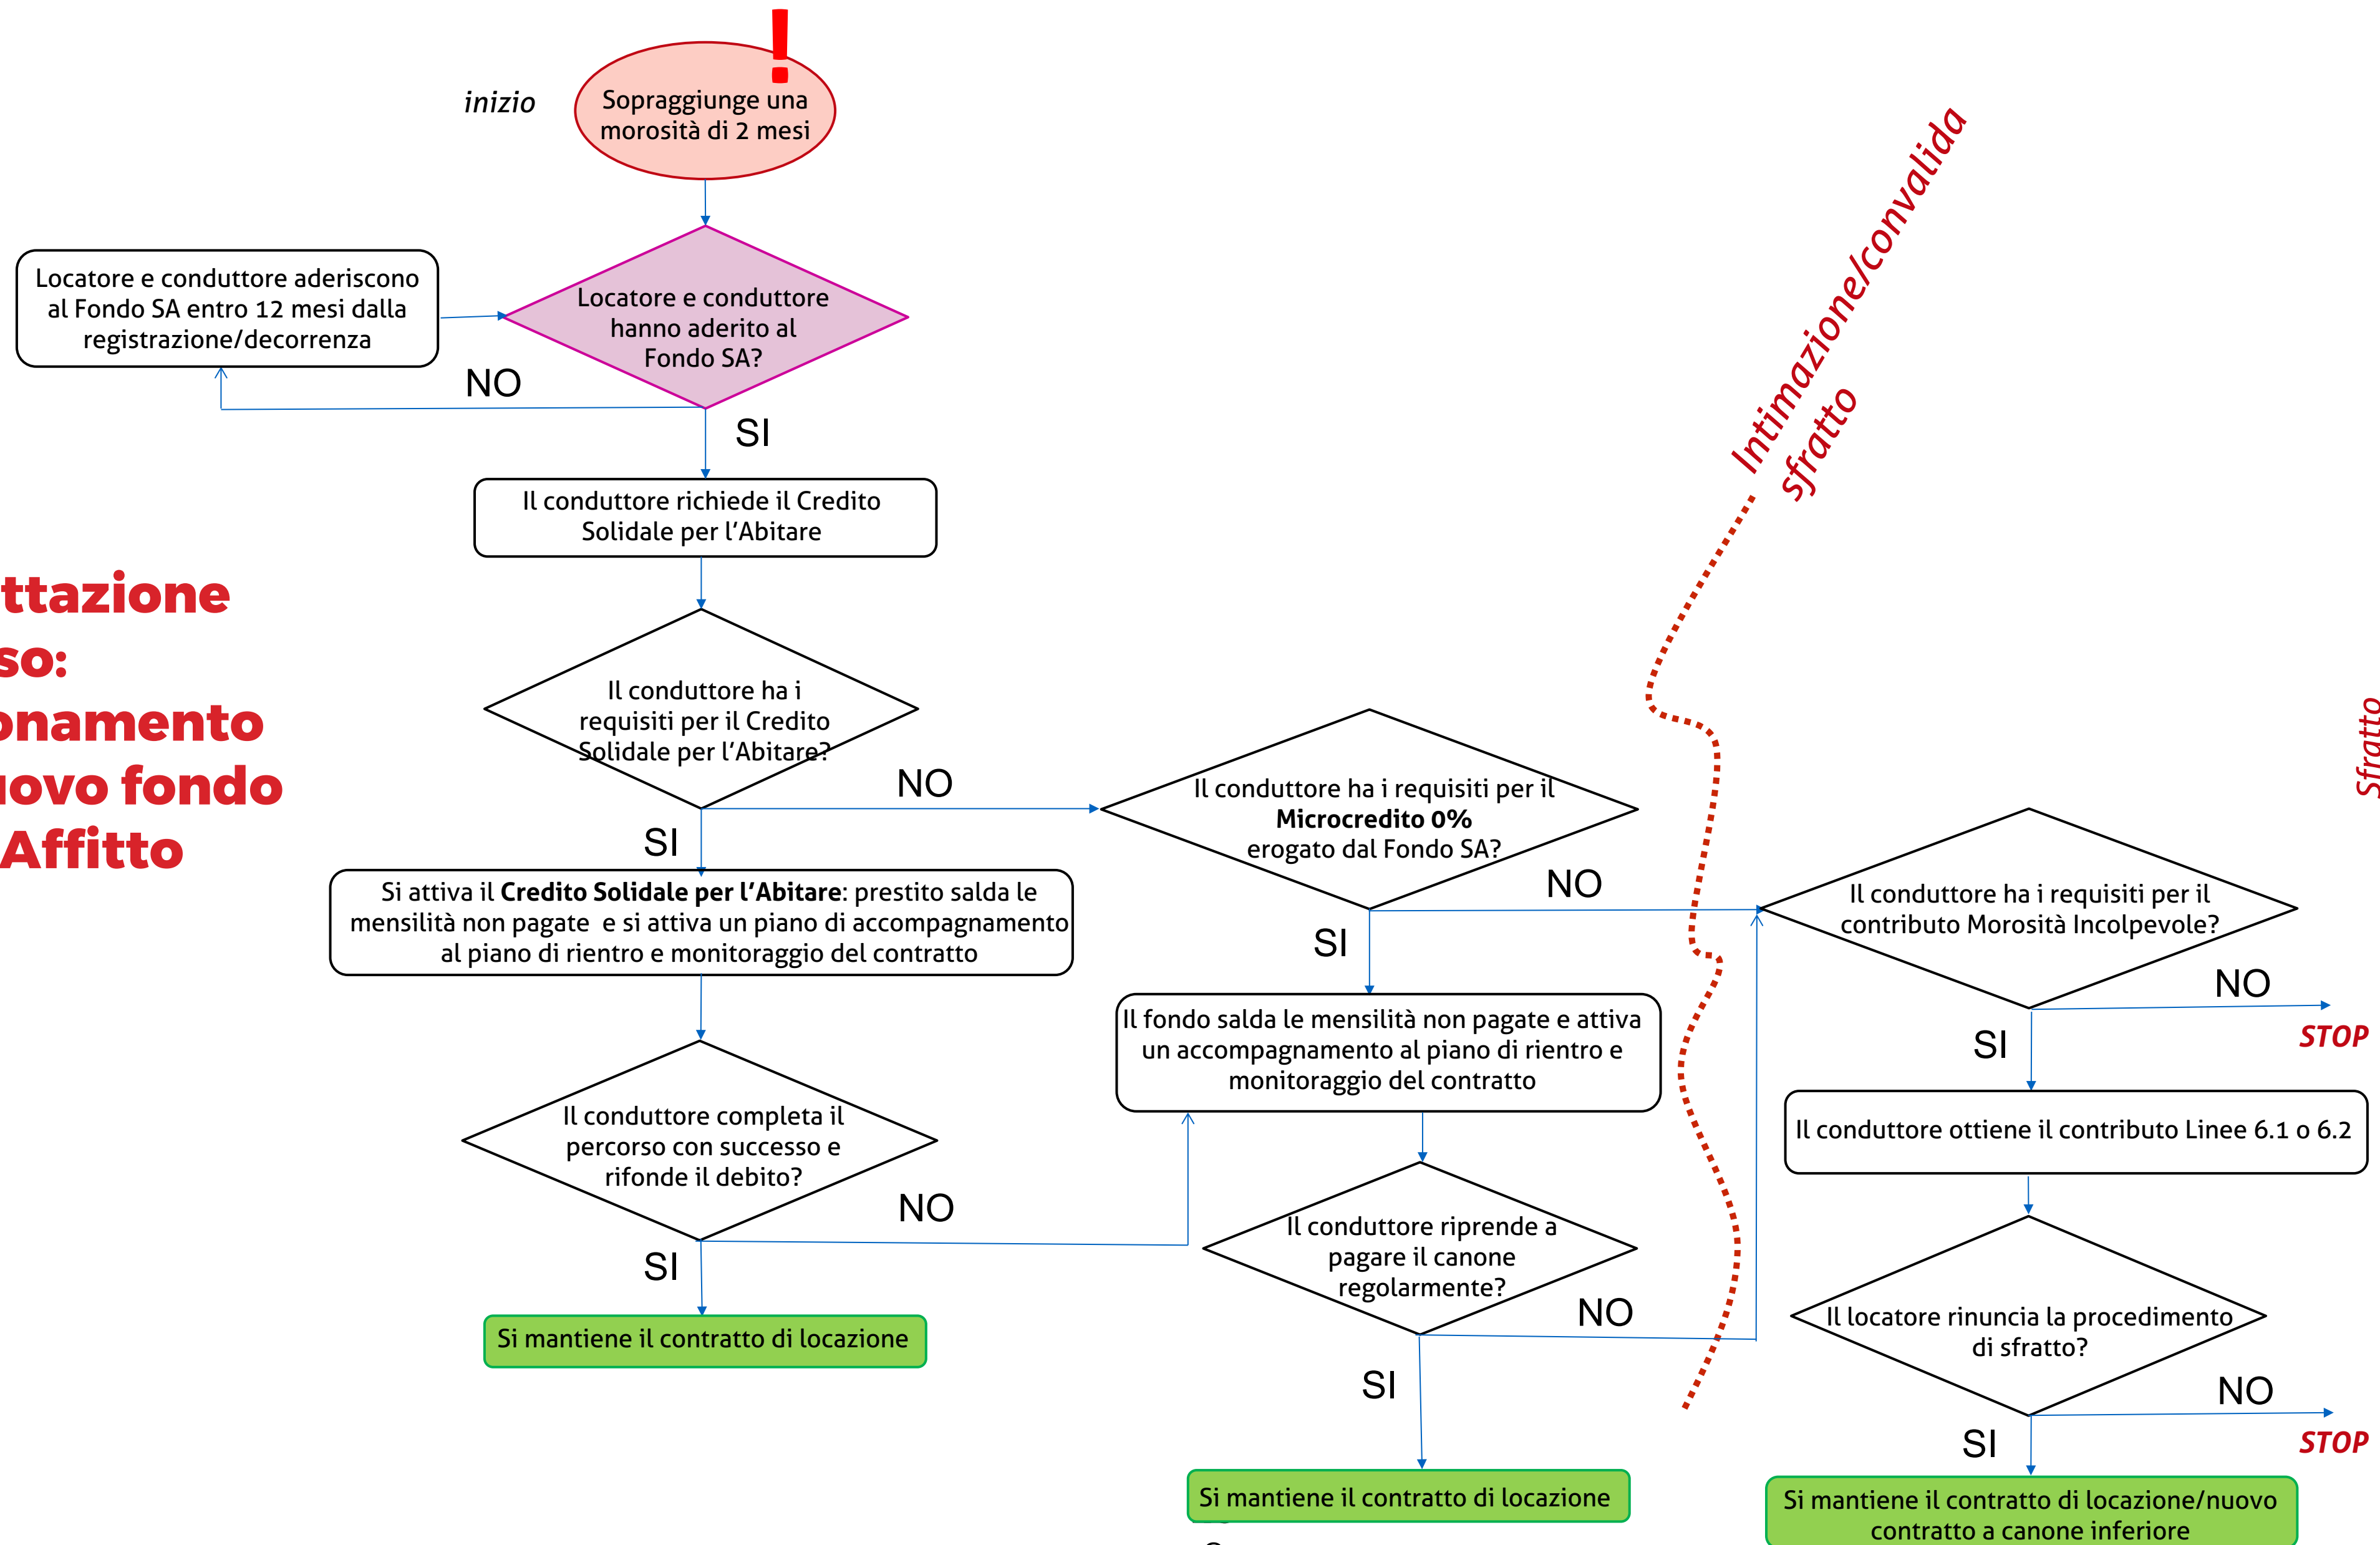 !
inizio
Sopraggiunge una
morosità di 2 mesi
Locatore e conduttore aderiscono
al Fondo SA entro 12 mesi dalla
registrazione/decorrenza
Locatore e conduttore
hanno aderito al
Fondo SA?
NO
SI
Il conduttore richiede il Credito
Solidale per l'Abitare
ttazione
so:
onamento
uovo fondo
Affitto
Il conduttore ha i
requisiti per il Credito
Solidale per l'Abitare?
NO
SI
Si attiva il Credito Solidale per l'Abitare: prestito salda le
mensilità non pagate e si attiva un piano di accompagnamento
al piano di rientro e monitoraggio del contratto
Il conduttore completa il
percorso con successo e
rifonde il debito?
NO
SI
Si mantiene il contratto di locazione
Il conduttore ha i requisiti per il
Microcredito 0%
erogato dal Fondo SA?
NO
SI
Il fondo salda le mensilità non pagate e attiva
un accompagnamento al piano di rientro e
monitoraggio del contratto
Il conduttore riprende a
pagare il canone
regolarmente?
NO
SI
Si mantiene il contratto di locazione
Intimazione/convalida
sfratto
Sfratto
Il conduttore ha i requisiti per il
contributo Morosità Incolpevole?
NO
STOP
SI
Il conduttore ottiene il contributo Linee 6.1 o 6.2
Il locatore rinuncia la procedimento
di sfratto?
NO
STOP
SI
Si mantiene il contratto di locazione/nuovo
contratto a canone inferiore